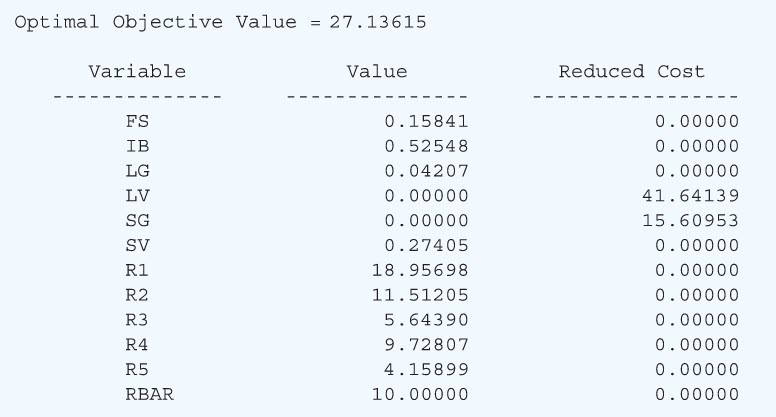 Optimal Objective Value = 27.13615
Variable Value Reduced Cost
-------------- --------------- -----------------
FS 0.15841 0.00000
IB 0.52548 0.00000
LG 0.04207 0.00000
LV 0.00000 41.64139
SG 0.00000 15.60953
SV 0.27405 0.00000
R1 18.95698 0.00000
R2 11.51205 0.00000
R3 5.64390 0.00000
R4 9.72807 0.00000
R5 4.15899 0.00000
RBAR 10.00000 0.00000